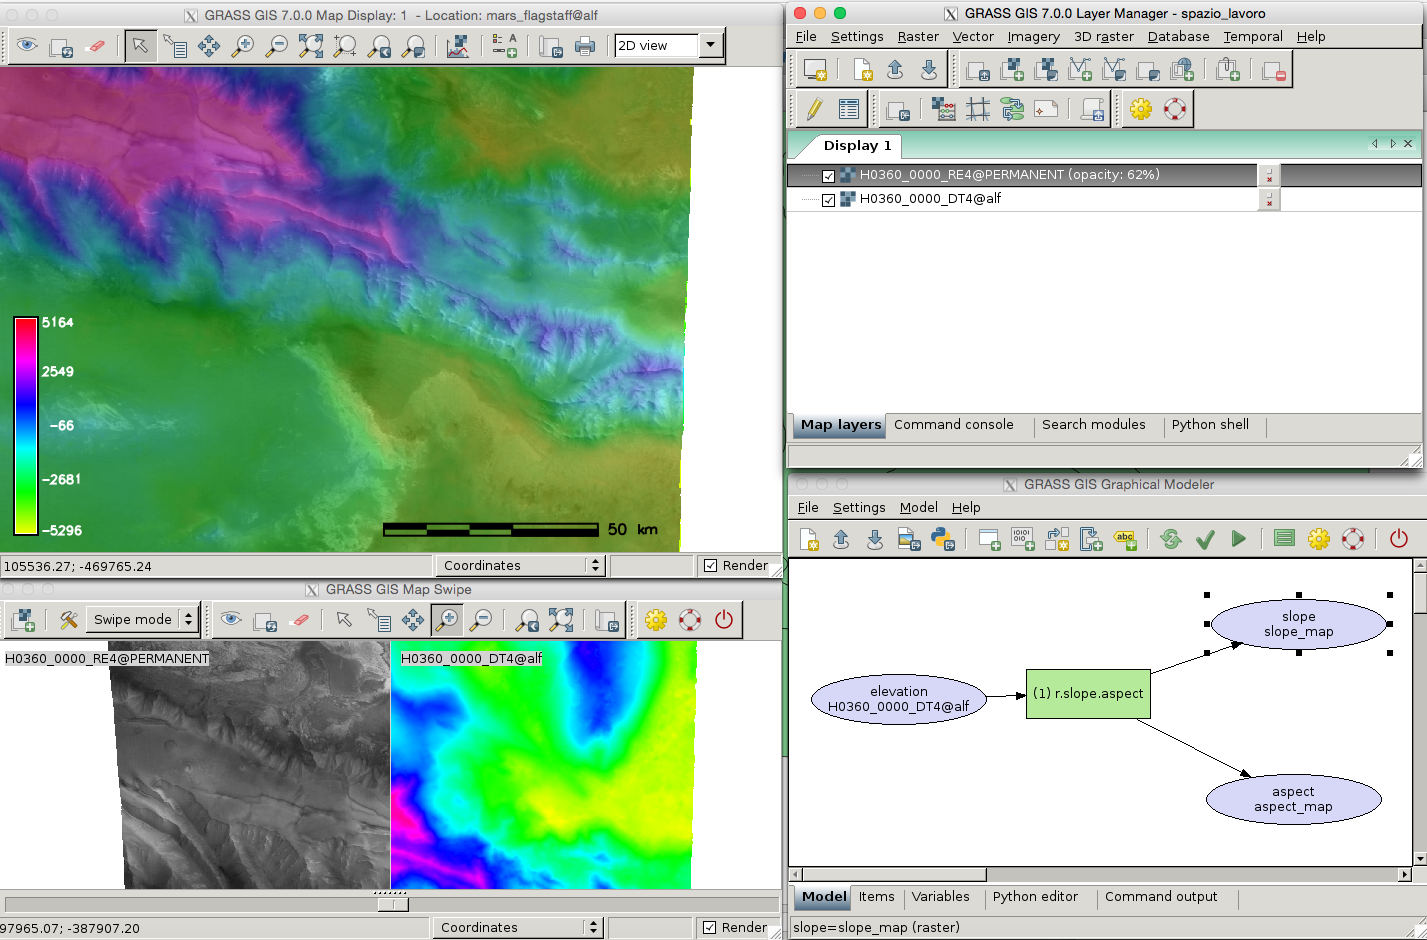 GRASS GIS 7.0.0 Map Display: 1 - Location: mars_flagstaff@alf
2D view
5164
2549
-66
-2681
-5296
50 km
105536.27; -469765.24
Coordinates
Render
GRASS GIS Map Swipe
Swipe mode
H0360_0000_RE4@PERMANENT
H0360_0000_DT4@alf
97965.07; -387907.20
Coordinates
Render
GRASS GIS 7.0.0 Layer Manager - spazio_lavoro
File Settings Raster Vector Imagery 3D raster Database Temporal Help
Display 1
H0360_0000_RE4@PERMANENT (opacity: 62%)
H0360_0000_DT4@alf
Map layers Command console Search modules Python shell
GRASS GIS Graphical Modeler
File Settings Model Help
slope
slope_map
elevation
H0360_0000_DT4@alf
(1) r.slope.aspect
aspect
aspect_map
Model Items Variables Python editor Command output
slope=slope_map (raster)